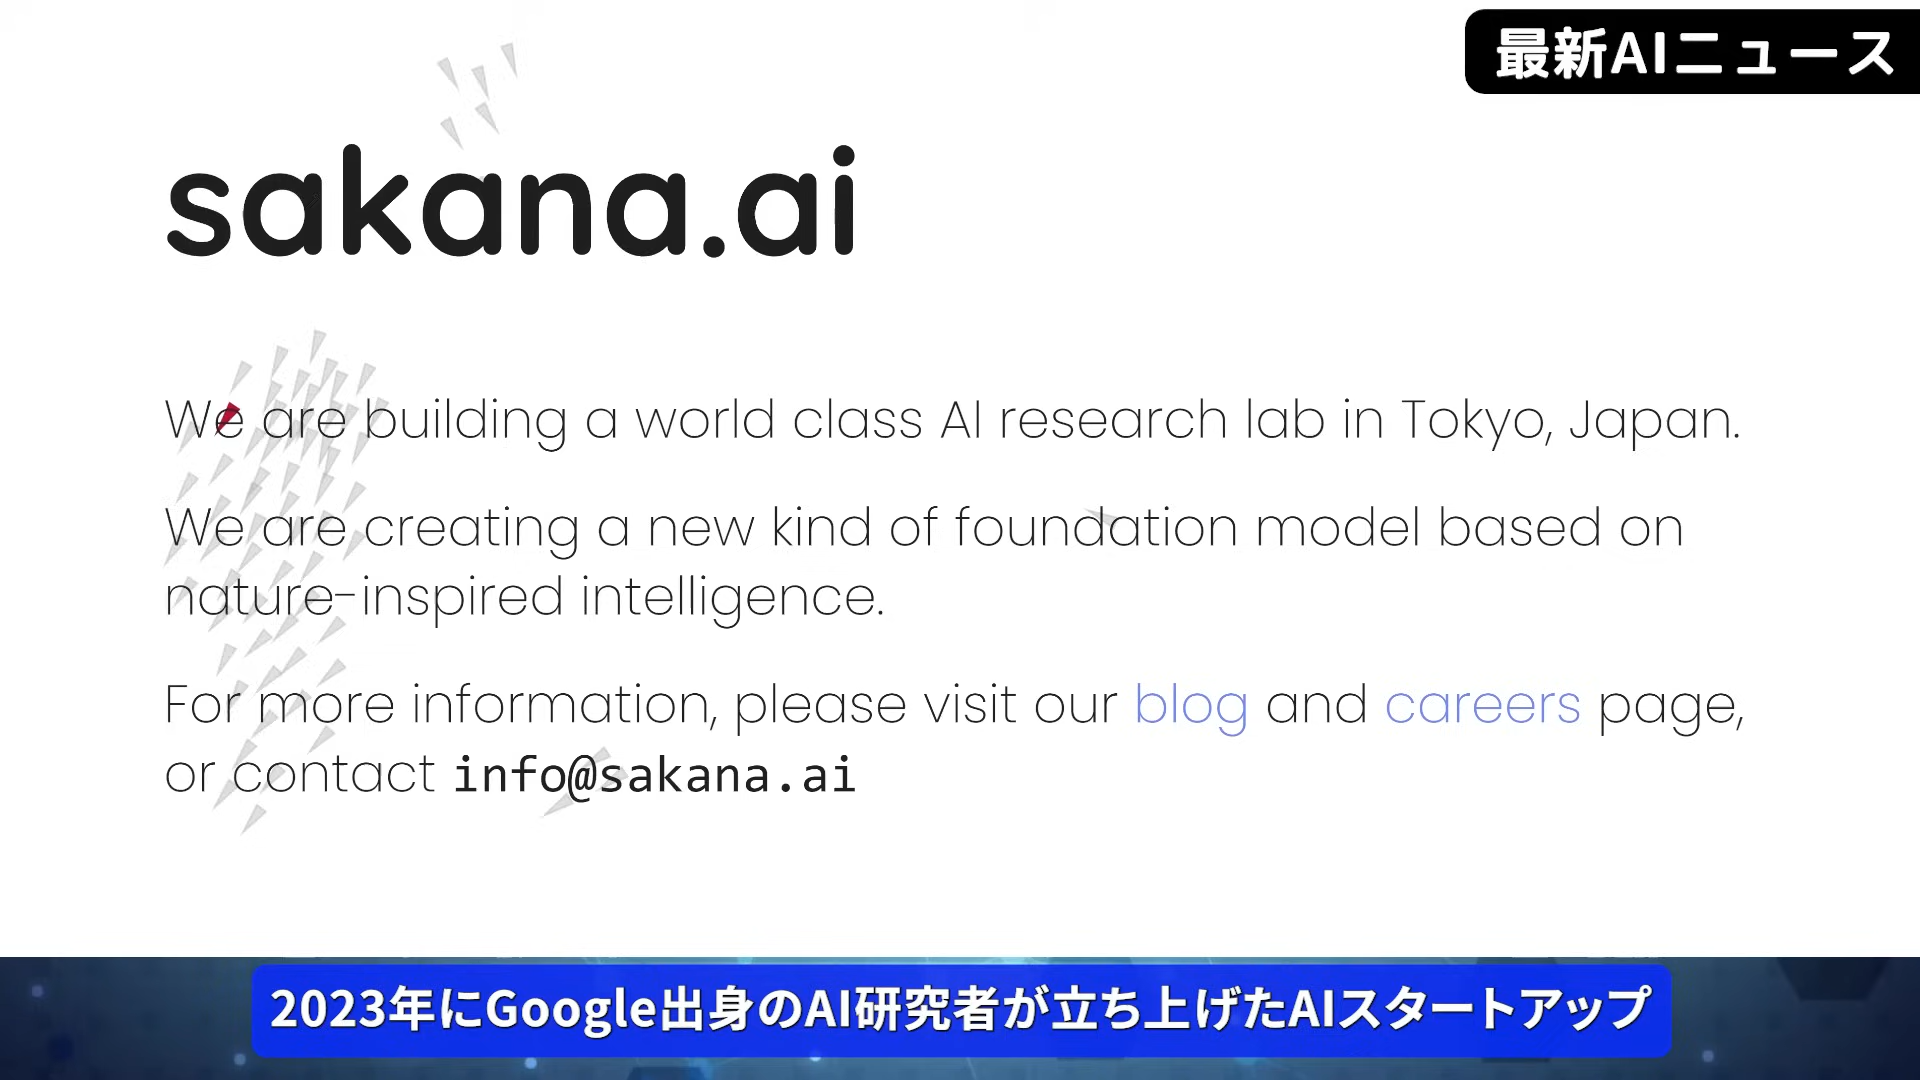 最新AIニュース
sakana.ai
We are building a world class AI research lab in Tokyo, Japan.
We are creating a new kind of foundation model based on
nature-inspired intelligence.
For more information, please visit our blog and careers page,
or contact info@sakana.ai
2023年にGoogle出身のAI研究者が立ち上げたAIスタートアップ